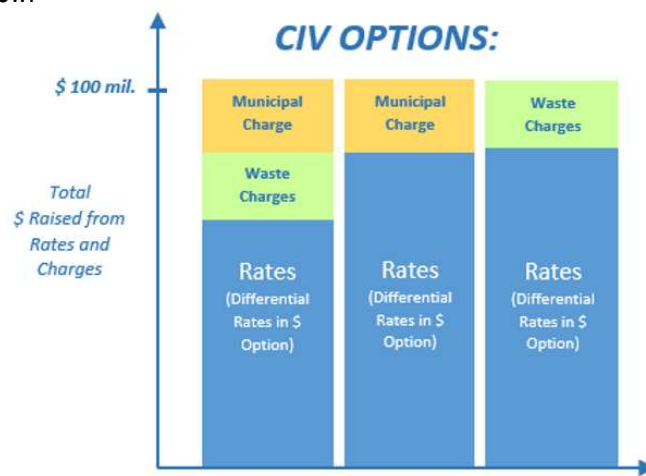 CIV OPTIONS:
$ 100 mil.
Total
$ Raised from
Rates and
Charges
Municipal
Charge
Waste
Charges
Rates
(Differential
Rates in $
Option)
Municipal
Charge
Rates
(Differential
Rates in $
Option)
Waste
Charges
Rates
(Differential
Rates in $
Option)